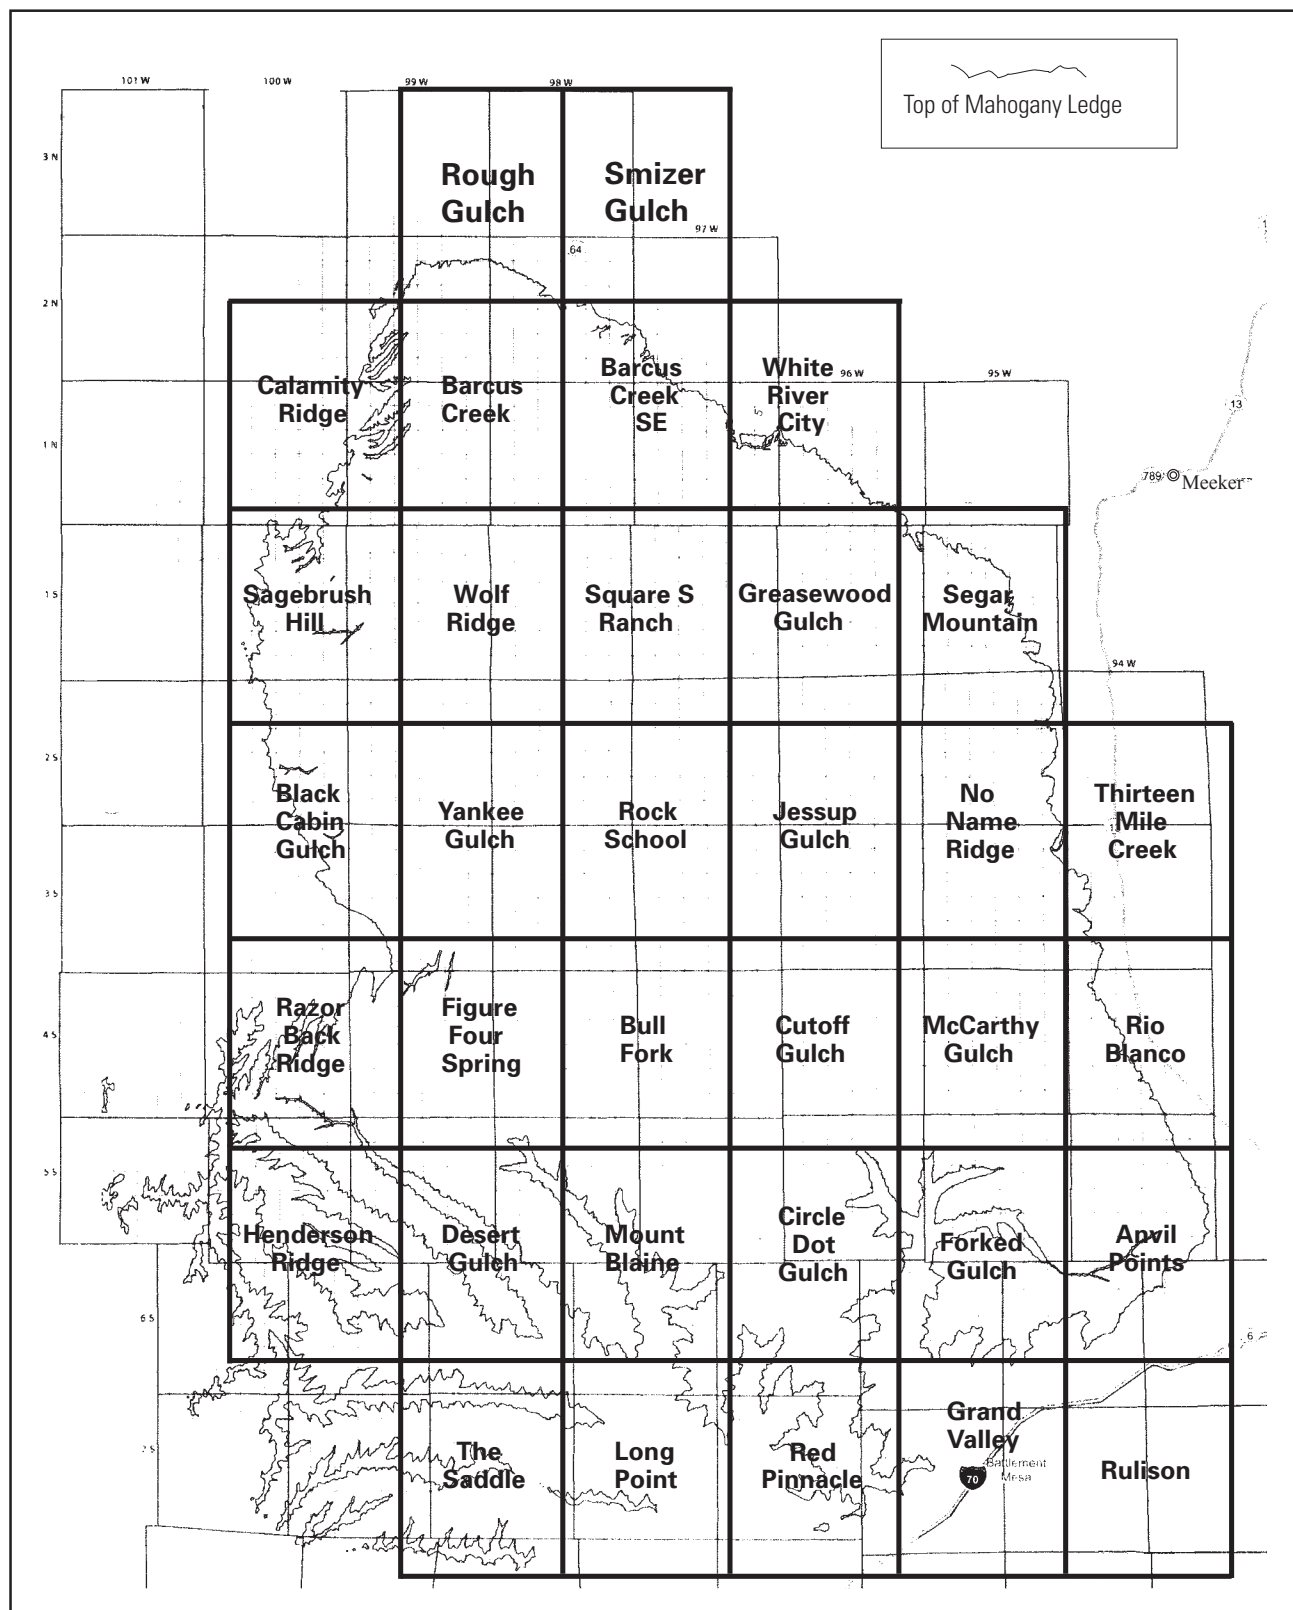 101 W
100 W
99 W
98 W
Top of Mahogany Ledge
3 N
Rough
Gulch
Smizer
Gulch
97 W
64
2 N
Calamity
Ridge
Barcus
Creek
Barcus
Creek
SE
White
River
City
96 W
95 W
13
1 N
789
Meeker
1 S
Sagebrush
Hill
Wolf
Ridge
Square S
Ranch
Greasewood
Gulch
Segar
Mountain
94 W
2 S
Black
Cabin
Gulch
Yankee
Gulch
Rock
School
Jessup
Gulch
No
Name
Ridge
Thirteen
Mile
Creek
3 S
Razor
Back
Ridge
Figure
Four
Spring
Bull
Fork
Cutoff
Gulch
McCarthy
Gulch
Rio
Blanco
4 S
5 S
Henderson
Ridge
Desert
Gulch
Mount
Blaine
Circle
Dot
Gulch
Forked
Gulch
Anvil
Points
6 S
6
7 S
The
Saddle
Long
Point
Red
Pinnacle
Grand
Valley
Battlement
Mesa
70
Rulison